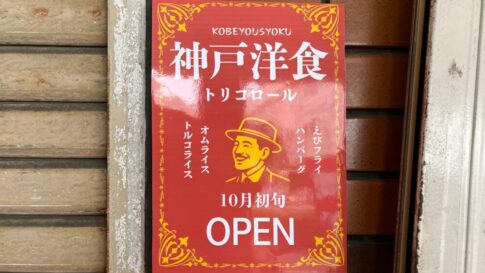 KOBEYOUSYOKU
神戸洋食
トリコロール
えびフライ
ハンバーグ
オムライス
トルコライス
10月初旬
OPEN